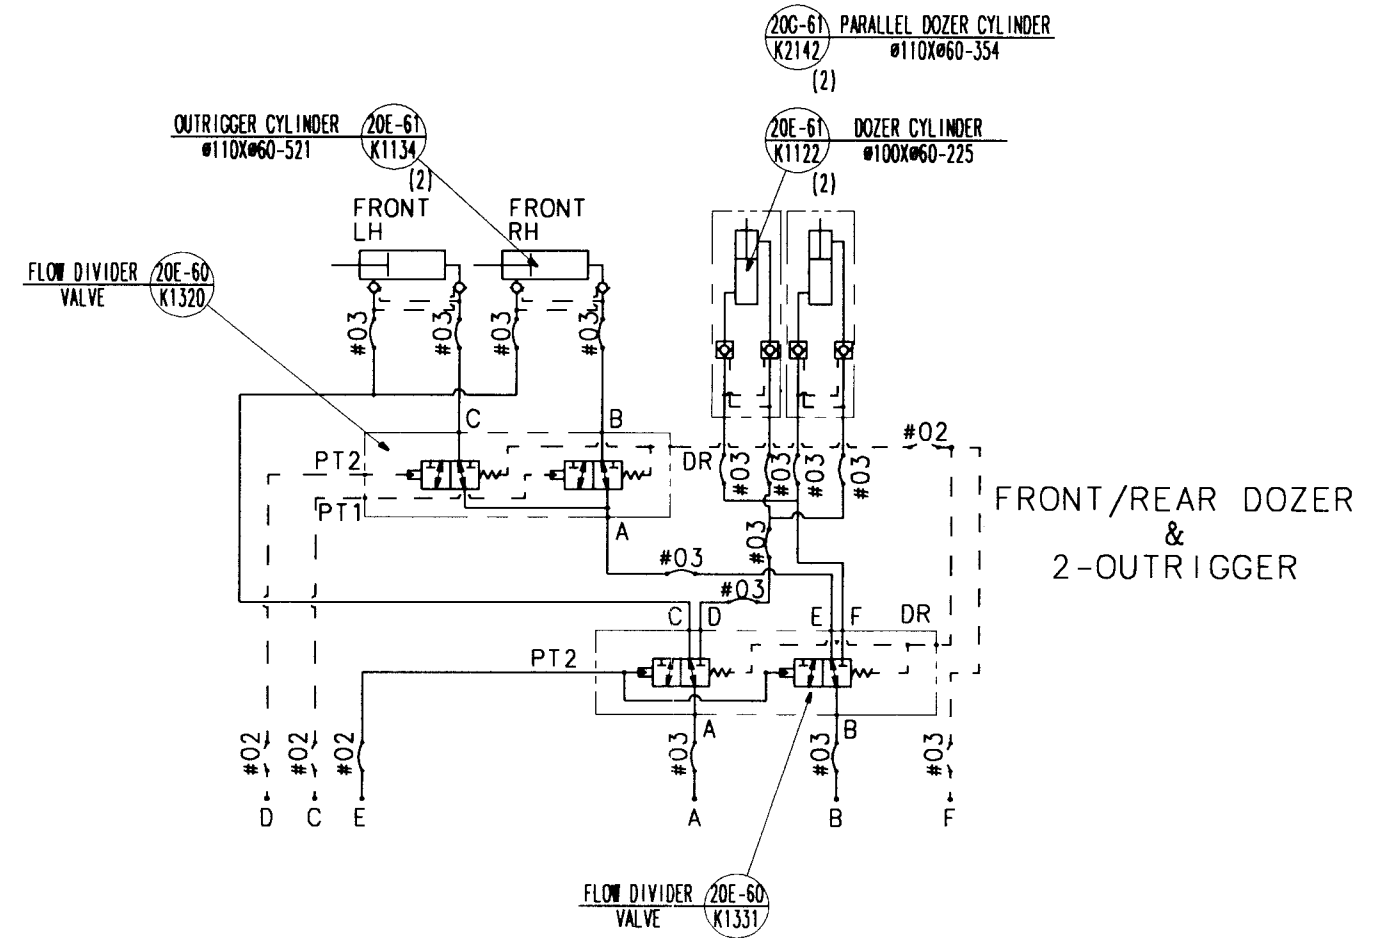 20C-61 PARALLEL DOZER CYLINDER
K2142 ø110Xø60-354
(2)
OUTRIGGER CYLINDER 20E-61
ø110Xø60-521 K1134
(2)
20E-61 DOZER CYLINDER
K1122 ø100Xø60-225
(2)
FRONT LH
FRONT RH
FLOW DIVIDER 20E-60
VALVE K1320
#03 #03 #03 #03
C B
PT2
PT1
DR
A
#03 #03 #03 #03
#02
FRONT/REAR DOZER
&
2-OUTRIGGER
#03
#03
#03
C D E F DR
PT2
A B
#02 #02 #02 #03 #03 #03
D C E A B F
FLOW DIVIDER 20E-60
VALVE K1331